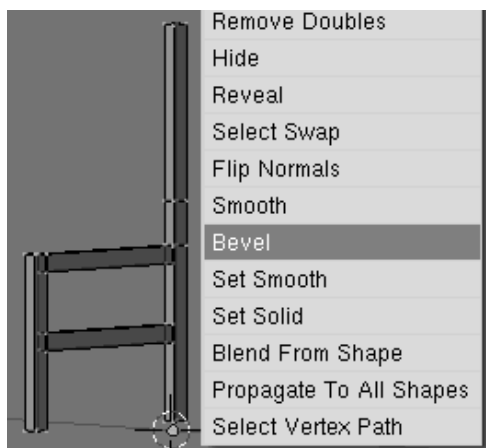 Remove Doubles
Hide
Reveal
Select Swap
Flip Normals
Smooth
Bevel
Set Smooth
Set Solid
Blend From Shape
Propagate To All Shapes
Select Vertex Path